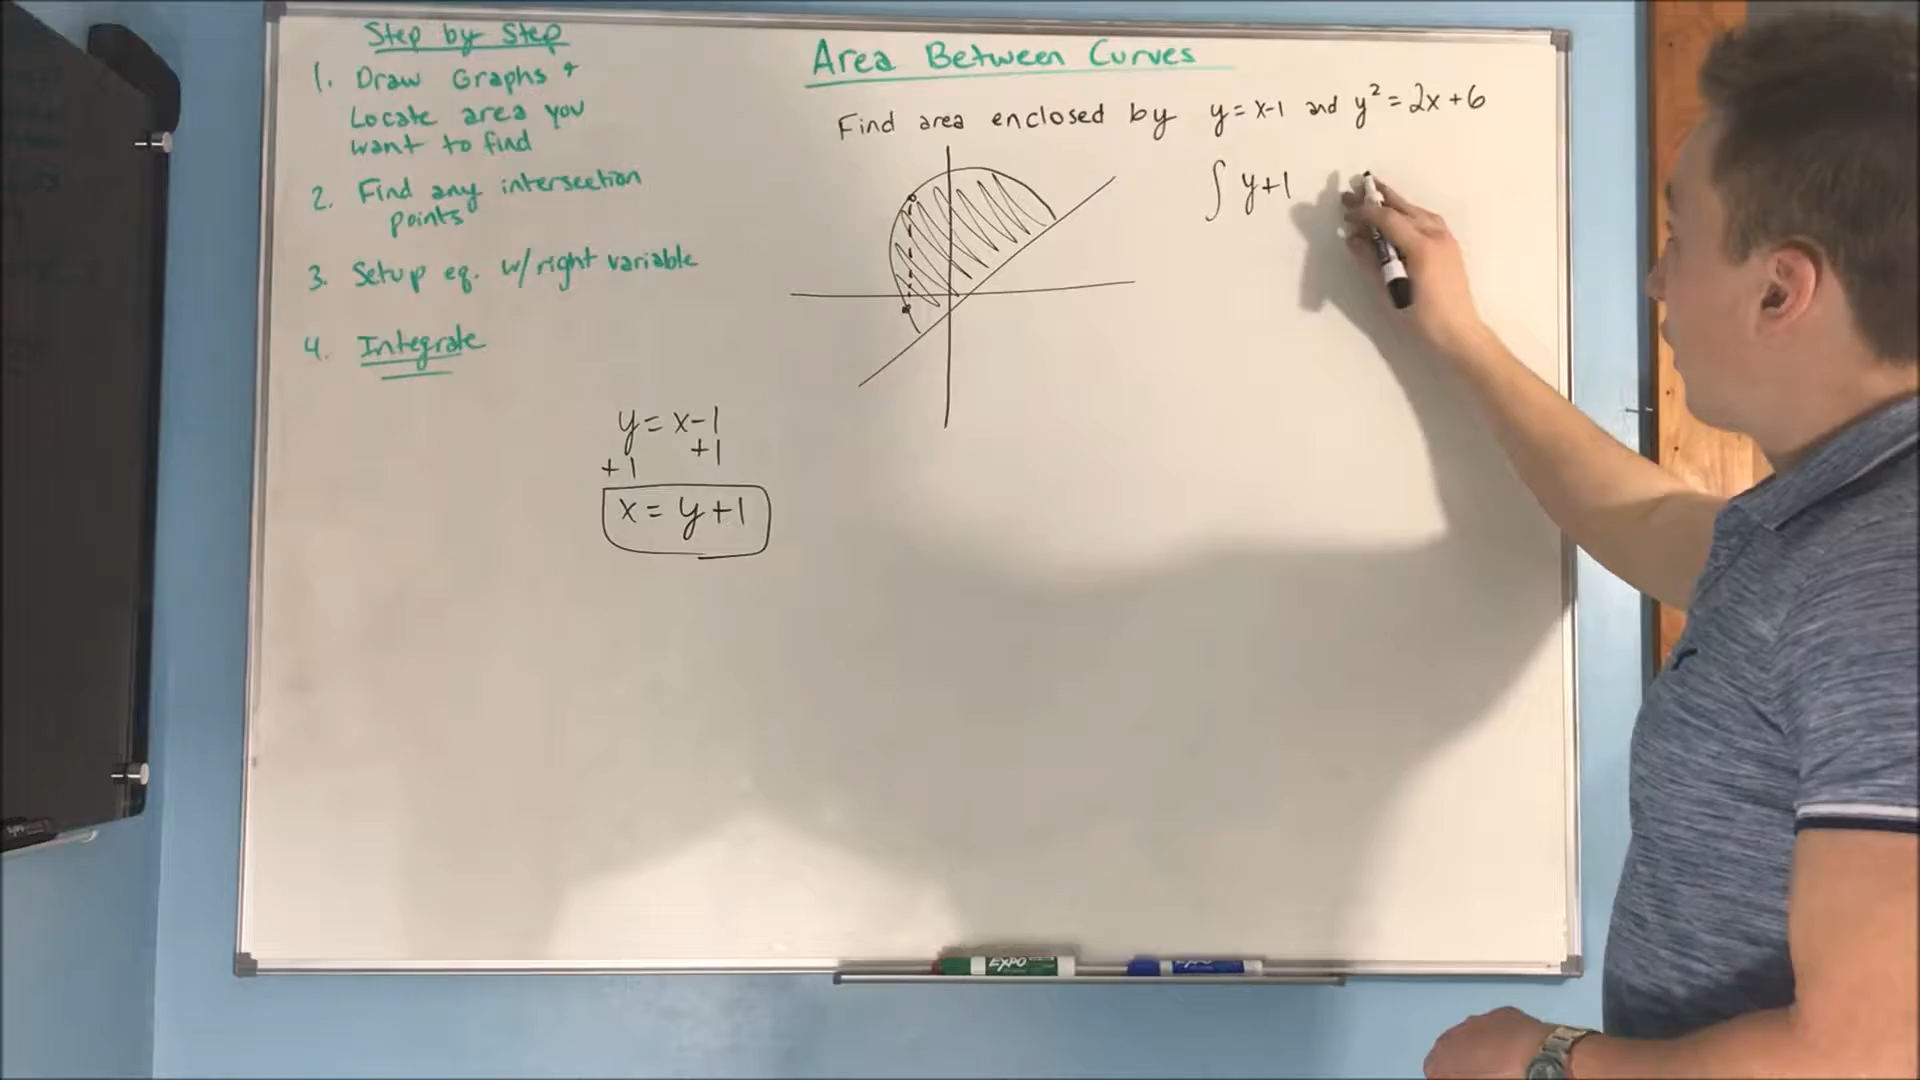 Step by Step
1. Draw Graphs +
Locate area you
want to find
2. Find any intersection
points
3. Setup eq. w/ right variable
4. Integrate
Area Between Curves
Find area enclosed by y = x-1 and y² = 2x + 6
∫ y+1
y = x-1
+1 +1
x = y+1
EXPO
EXPO